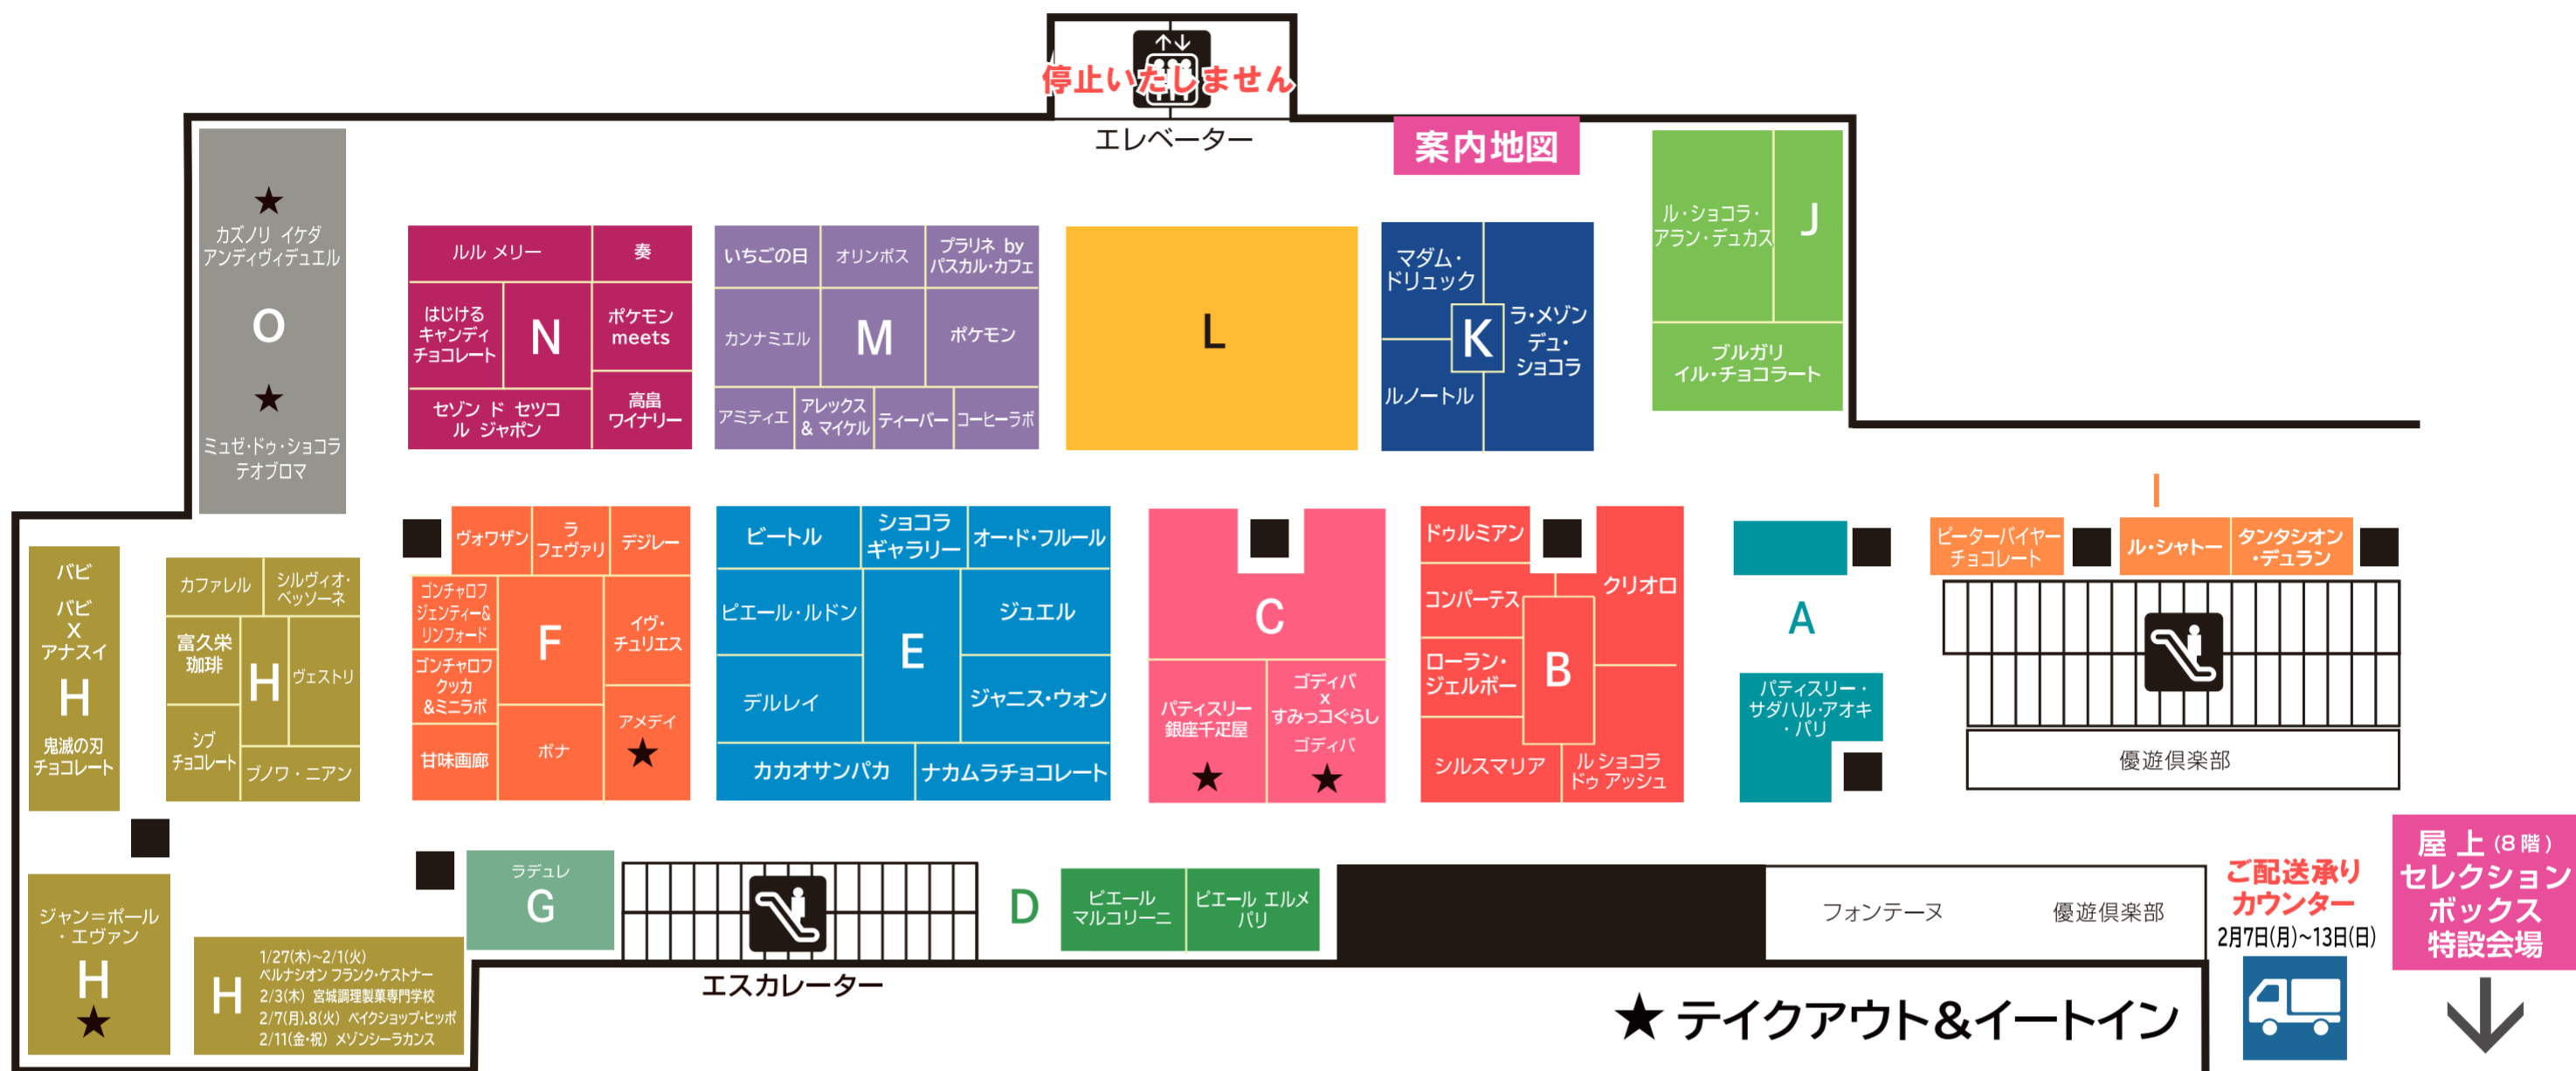 停止いたしません
エレベーター
案内地図
★
カズノリ イケダ
アンディヴィデュエル
O
★
ミュゼ・ドゥ・ショコラ
テオブロマ
ルル メリー
奏
はじける
キャンディ
チョコレート
N
ポケモン
meets
セゾン ド セツコ
ル ジャポン
高畠
ワイナリー
いちごの日
オリンポス
プラリネ by
パスカル・カフェ
カンナミエル
M
ポケモン
アミティエ
アレックス
& マイケル
ティーバー
コーヒーラボ
L
マダム・
ドリュック
K
ラ・メゾン
デュ・
ショコラ
ルノートル
ル・ショコラ・
アラン・デュカス
J
ブルガリ
イル・チョコラート
バビ
バビ
X
アナスイ
H
鬼滅の刃
チョコレート
カファレル
シルヴィオ・
ベッソーネ
富久栄
珈琲
H
ヴェストリ
シブ
チョコレート
ブノワ・ニアン
ヴォワザン
ラ
フェヴァリ
デジレー
ゴンチャロフ
ジェンティー&
リンフォード
F
イヴ・
チュリエス
ゴンチャロフ
クッカ
&ミニラボ
甘味画廊
ボナ
アメデイ
★
ビートル
ショコラ
ギャラリー
オー・ド・フルール
ピエール・ルドン
E
ジュエル
デルレイ
ジャニス・ウォン
カカオサンパカ
ナカムラチョコレート
C
パティスリー
銀座千疋屋
★
ゴディバ
x
すみっコぐらし
ゴディバ
★
ドゥルミアン
コンパーテス
クリオロ
ローラン・
ジェルボー
B
シルスマリア
ル ショコラ
ドゥ アッシュ
A
パティスリー・
サダハル・アオキ
・パリ
I
ピーターバイヤー
チョコレート
ル・シャトー
タンタシオン
・デュラン
優遊倶楽部
ジャン=ポール
・エヴァン
H
★
H
1/27(木)~2/1(火)
ベルナシオン フランク・ケストナー
2/3(木) 宮城調理製菓専門学校
2/7(月).8(火) ベイクショップ・ヒッポ
2/11(金・祝) メゾンシーラカンス
ラデュレ
G
エスカレーター
D
ピエール
マルコリーニ
ピエール エルメ
パリ
フォンテーヌ
優遊倶楽部
ご配送承り
カウンター
2月7日(月)~13日(日)
屋上(8階)
セレクション
ボックス
特設会場
★ テイクアウト&イートイン